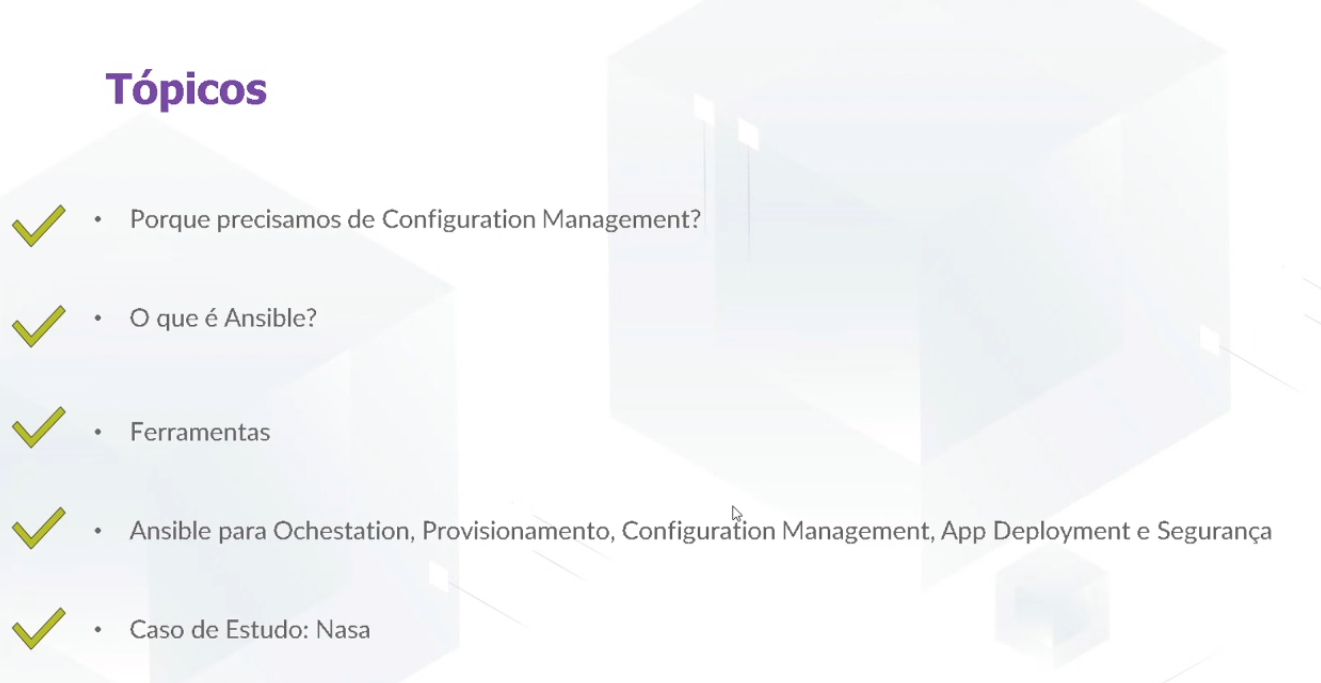 Tópicos
• Porque precisamos de Configuration Management?
• O que é Ansible?
• Ferramentas
• Ansible para Ochestation, Provisionamento, Configuration Management, App Deployment e Segurança
• Caso de Estudo: Nasa